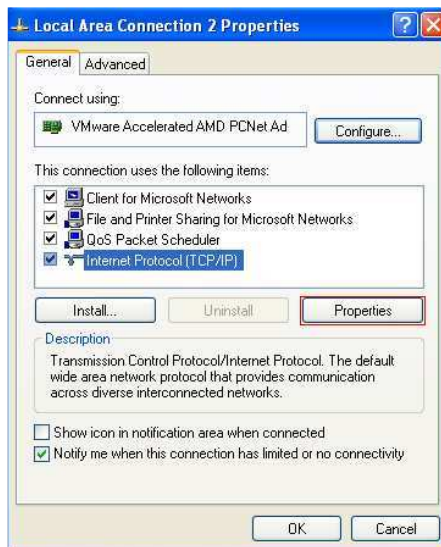 Local Area Connection 2 Properties
General Advanced
Connect using:
VMware Accelerated AMD PCNet Ad Configure...
This connection uses the following items:
Client for Microsoft Networks
File and Printer Sharing for Microsoft Networks
QoS Packet Scheduler
Internet Protocol (TCP/IP)
Install... Uninstall Properties
Description
Transmission Control Protocol/Internet Protocol. The default
wide area network protocol that provides communication
across diverse interconnected networks.
Show icon in notification area when connected
Notify me when this connection has limited or no connectivity
OK Cancel